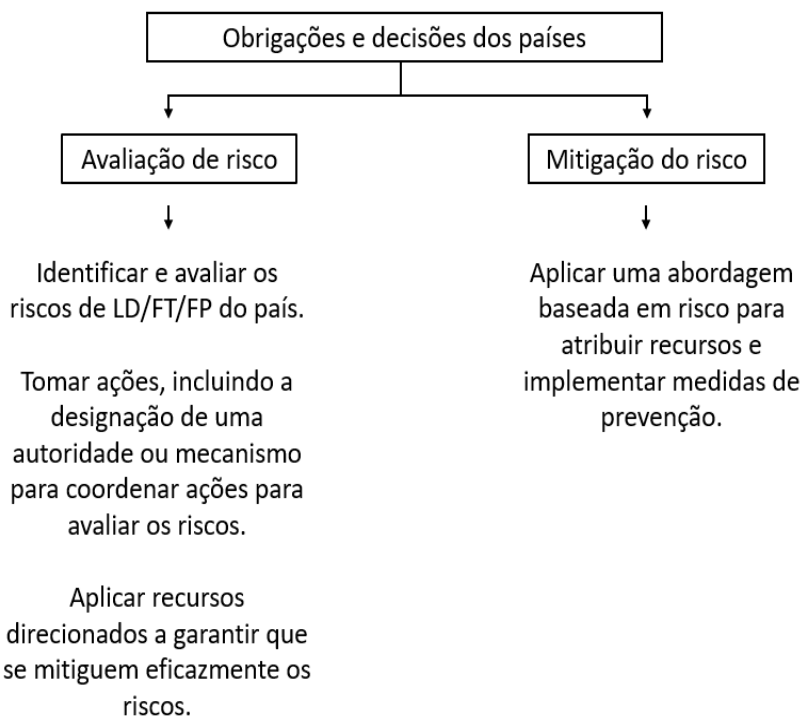 Obrigações e decisões dos países
Avaliação de risco
Identificar e avaliar os
riscos de LD/FT/FP do país.
Tomar ações, incluindo a
designação de uma
autoridade ou mecanismo
para coordenar ações para
avaliar os riscos.
Aplicar recursos
direcionados a garantir que
se mitiguem eficazmente os
riscos.
Mitigação do risco
Aplicar uma abordagem
baseada em risco para
atribuir recursos e
implementar medidas de
prevenção.